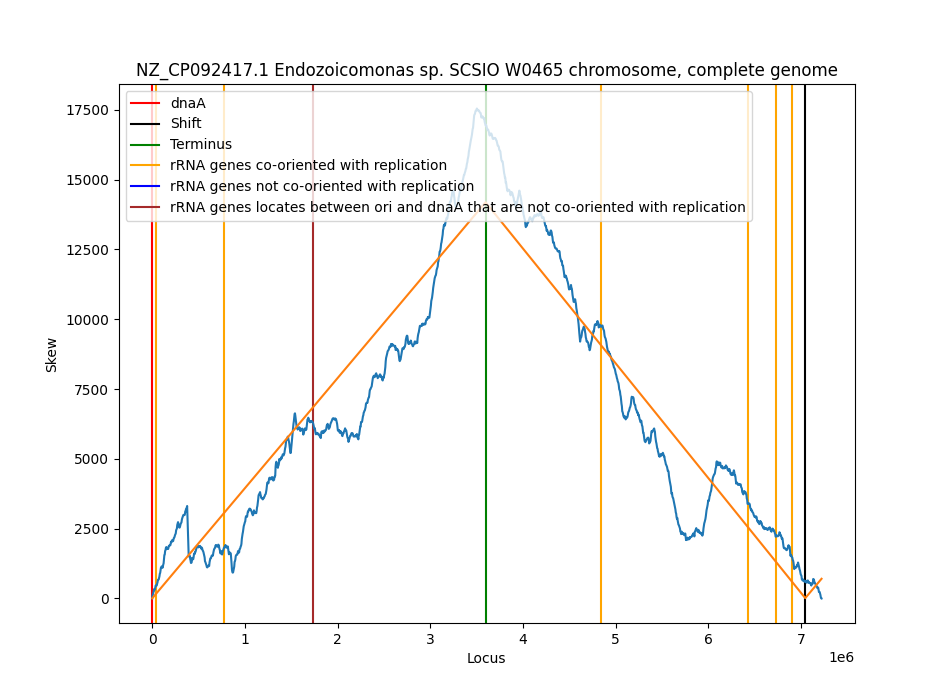 NZ_CP092417.1 Endozoicomonas sp. SCSIO W0465 chromosome, complete genome
dnaA
Shift
Terminus
rRNA genes co-oriented with replication
rRNA genes not co-oriented with replication
rRNA genes locates between ori and dnaA that are not co-oriented with replication
17500
15000
12500
10000
7500
5000
2500
0
Skew
0 1 2 3 4 5 6 7
1e6
Locus